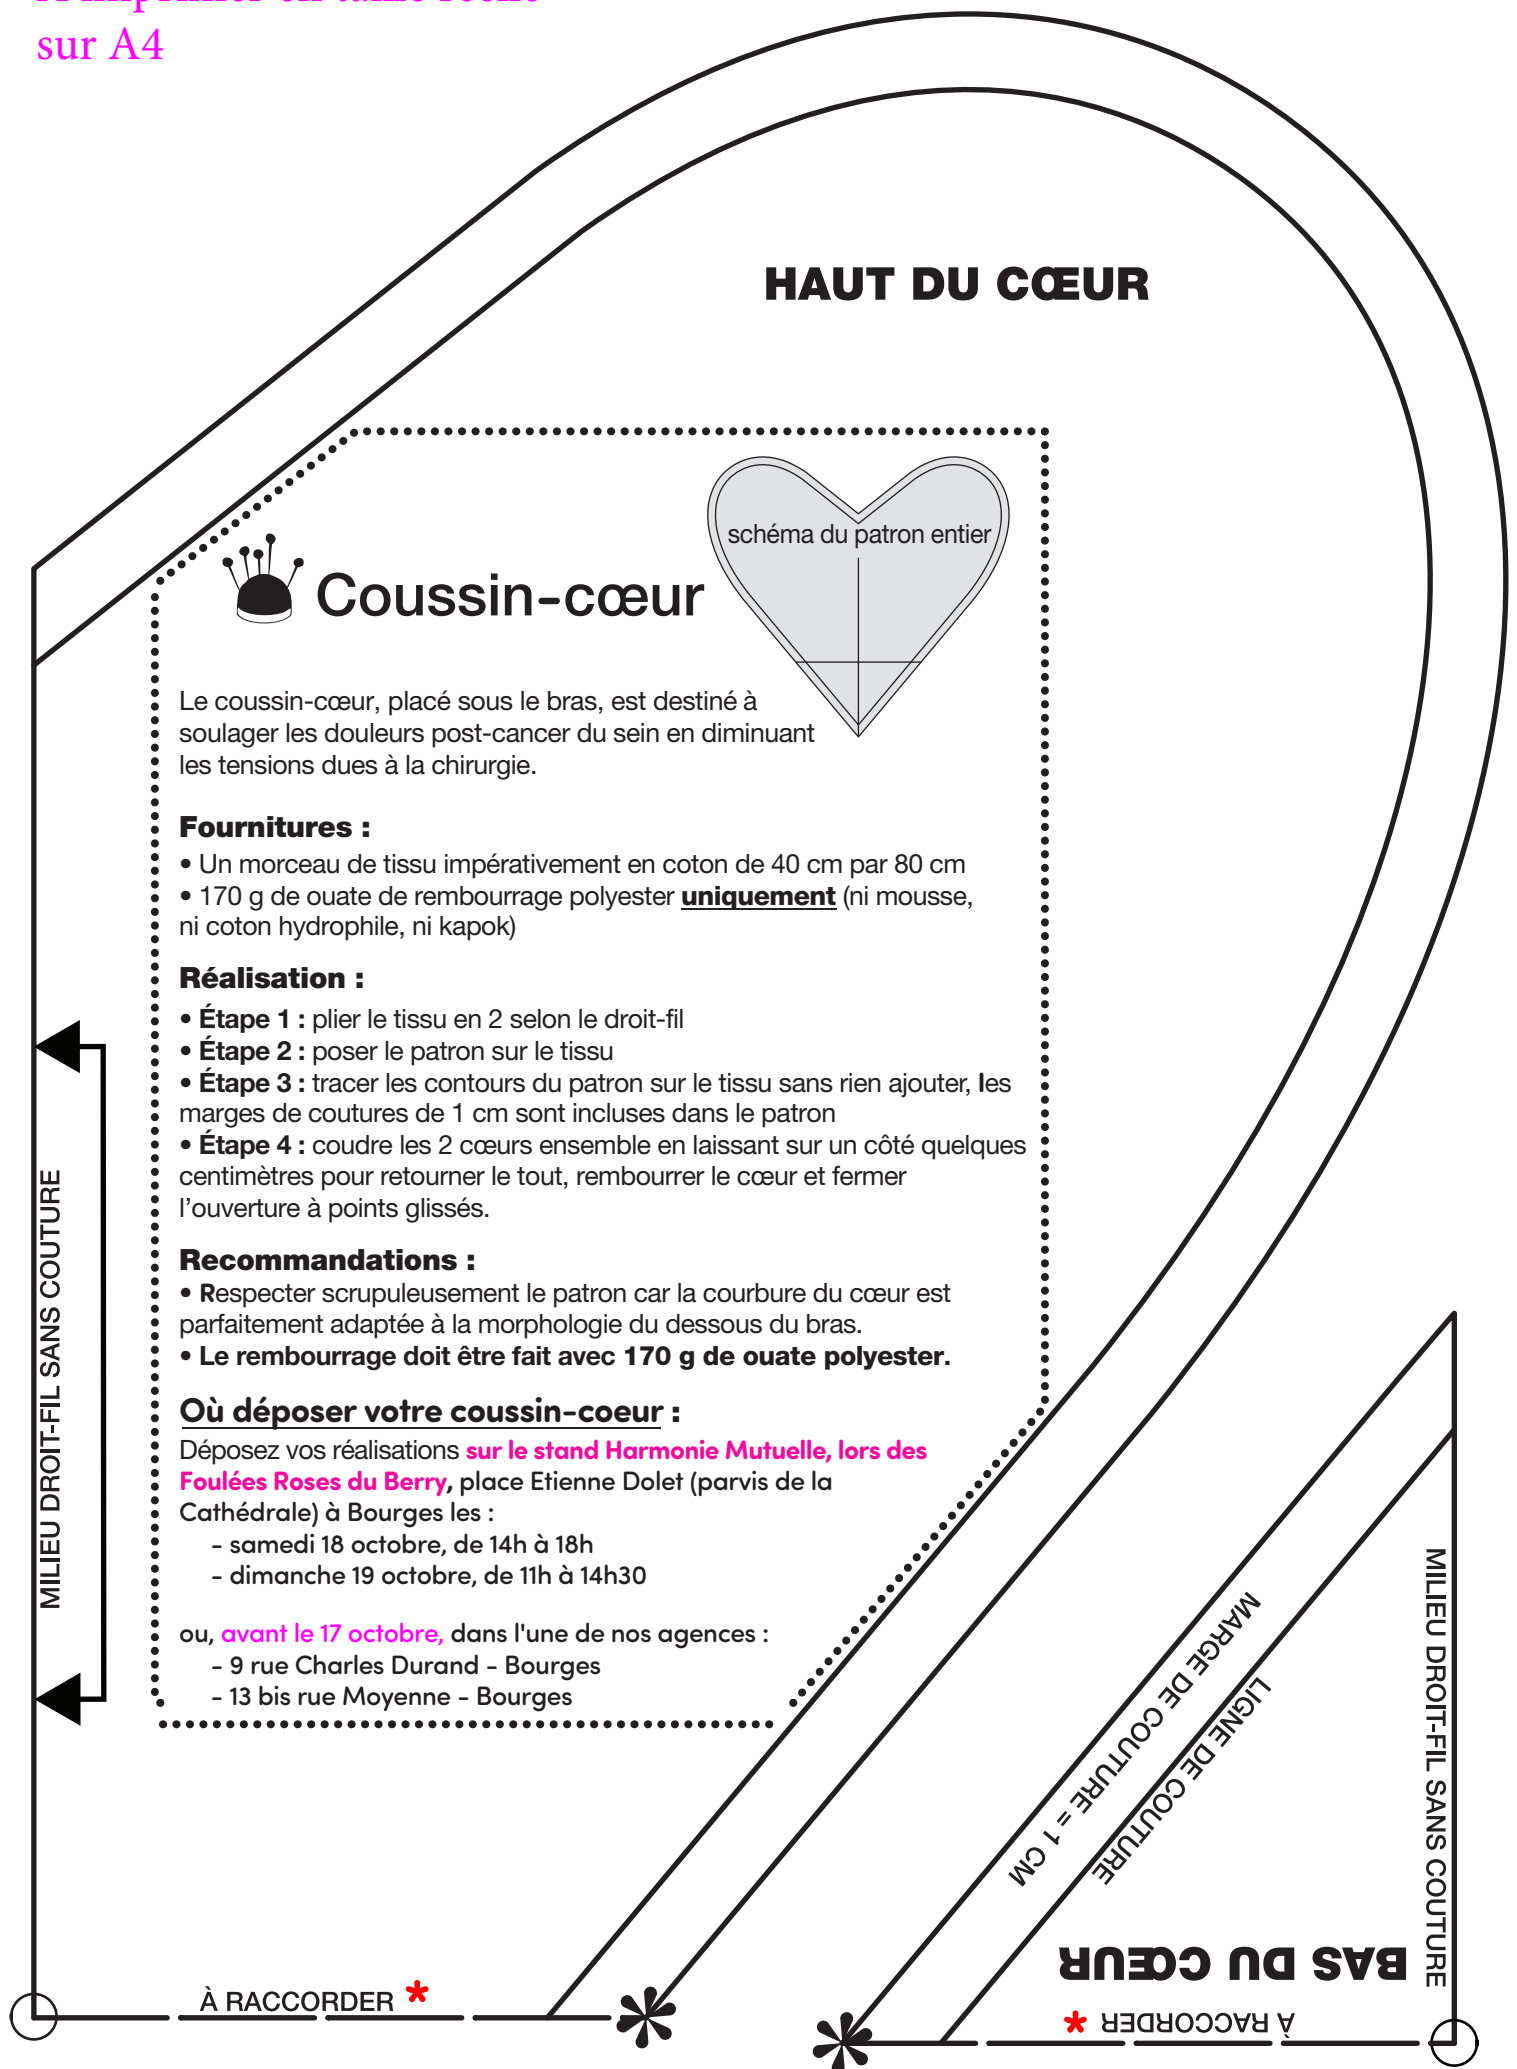 À imprimer en taille réelle
sur A4
HAUT DU CŒUR
schéma du patron entier
Coussin-cœur
Le coussin-cœur, placé sous le bras, est destiné à
soulager les douleurs post-cancer du sein en diminuant
les tensions dues à la chirurgie.
Fournitures :
• Un morceau de tissu impérativement en coton de 40 cm par 80 cm
• 170 g de ouate de rembourrage polyester uniquement (ni mousse,
ni coton hydrophile, ni kapok)
Réalisation :
• Étape 1 : plier le tissu en 2 selon le droit-fil
• Étape 2 : poser le patron sur le tissu
• Étape 3 : tracer les contours du patron sur le tissu sans rien ajouter, les
marges de coutures de 1 cm sont incluses dans le patron
• Étape 4 : coudre les 2 cœurs ensemble en laissant sur un côté quelques
centimètres pour retourner le tout, rembourrer le cœur et fermer
l’ouverture à points glissés.
Recommandations :
• Respecter scrupuleusement le patron car la courbure du cœur est
parfaitement adaptée à la morphologie du dessous du bras.
• Le rembourrage doit être fait avec 170 g de ouate polyester.
Où déposer votre coussin-coeur :
Déposez vos réalisations sur le stand Harmonie Mutuelle, lors des
Foulées Roses du Berry, place Etienne Dolet (parvis de la
Cathédrale) à Bourges les :
- samedi 18 octobre, de 14h à 18h
- dimanche 19 octobre, de 11h à 14h30
ou, avant le 17 octobre, dans l'une de nos agences :
- 9 rue Charles Durand - Bourges
- 13 bis rue Moyenne - Bourges
MILIEU DROIT-FIL SANS COUTURE
À RACCORDER *
MARGE DE COUTURE = 1 CM
LIGNE DE COUTURE
MILIEU DROIT-FIL SANS COUTURE
BAS DU CŒUR
À RACCORDER *